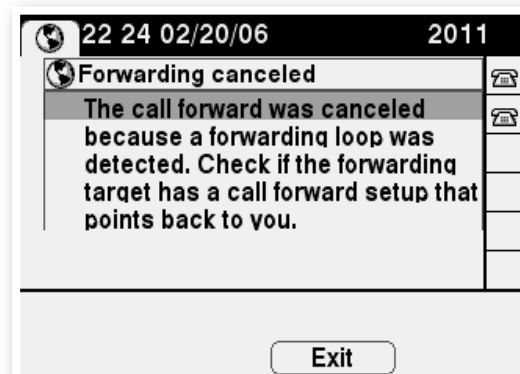 22 24 02/20/06 2011
Forwarding canceled
The call forward was canceled
because a forwarding loop was
detected. Check if the forwarding
target has a call forward setup that
points back to you.
Exit